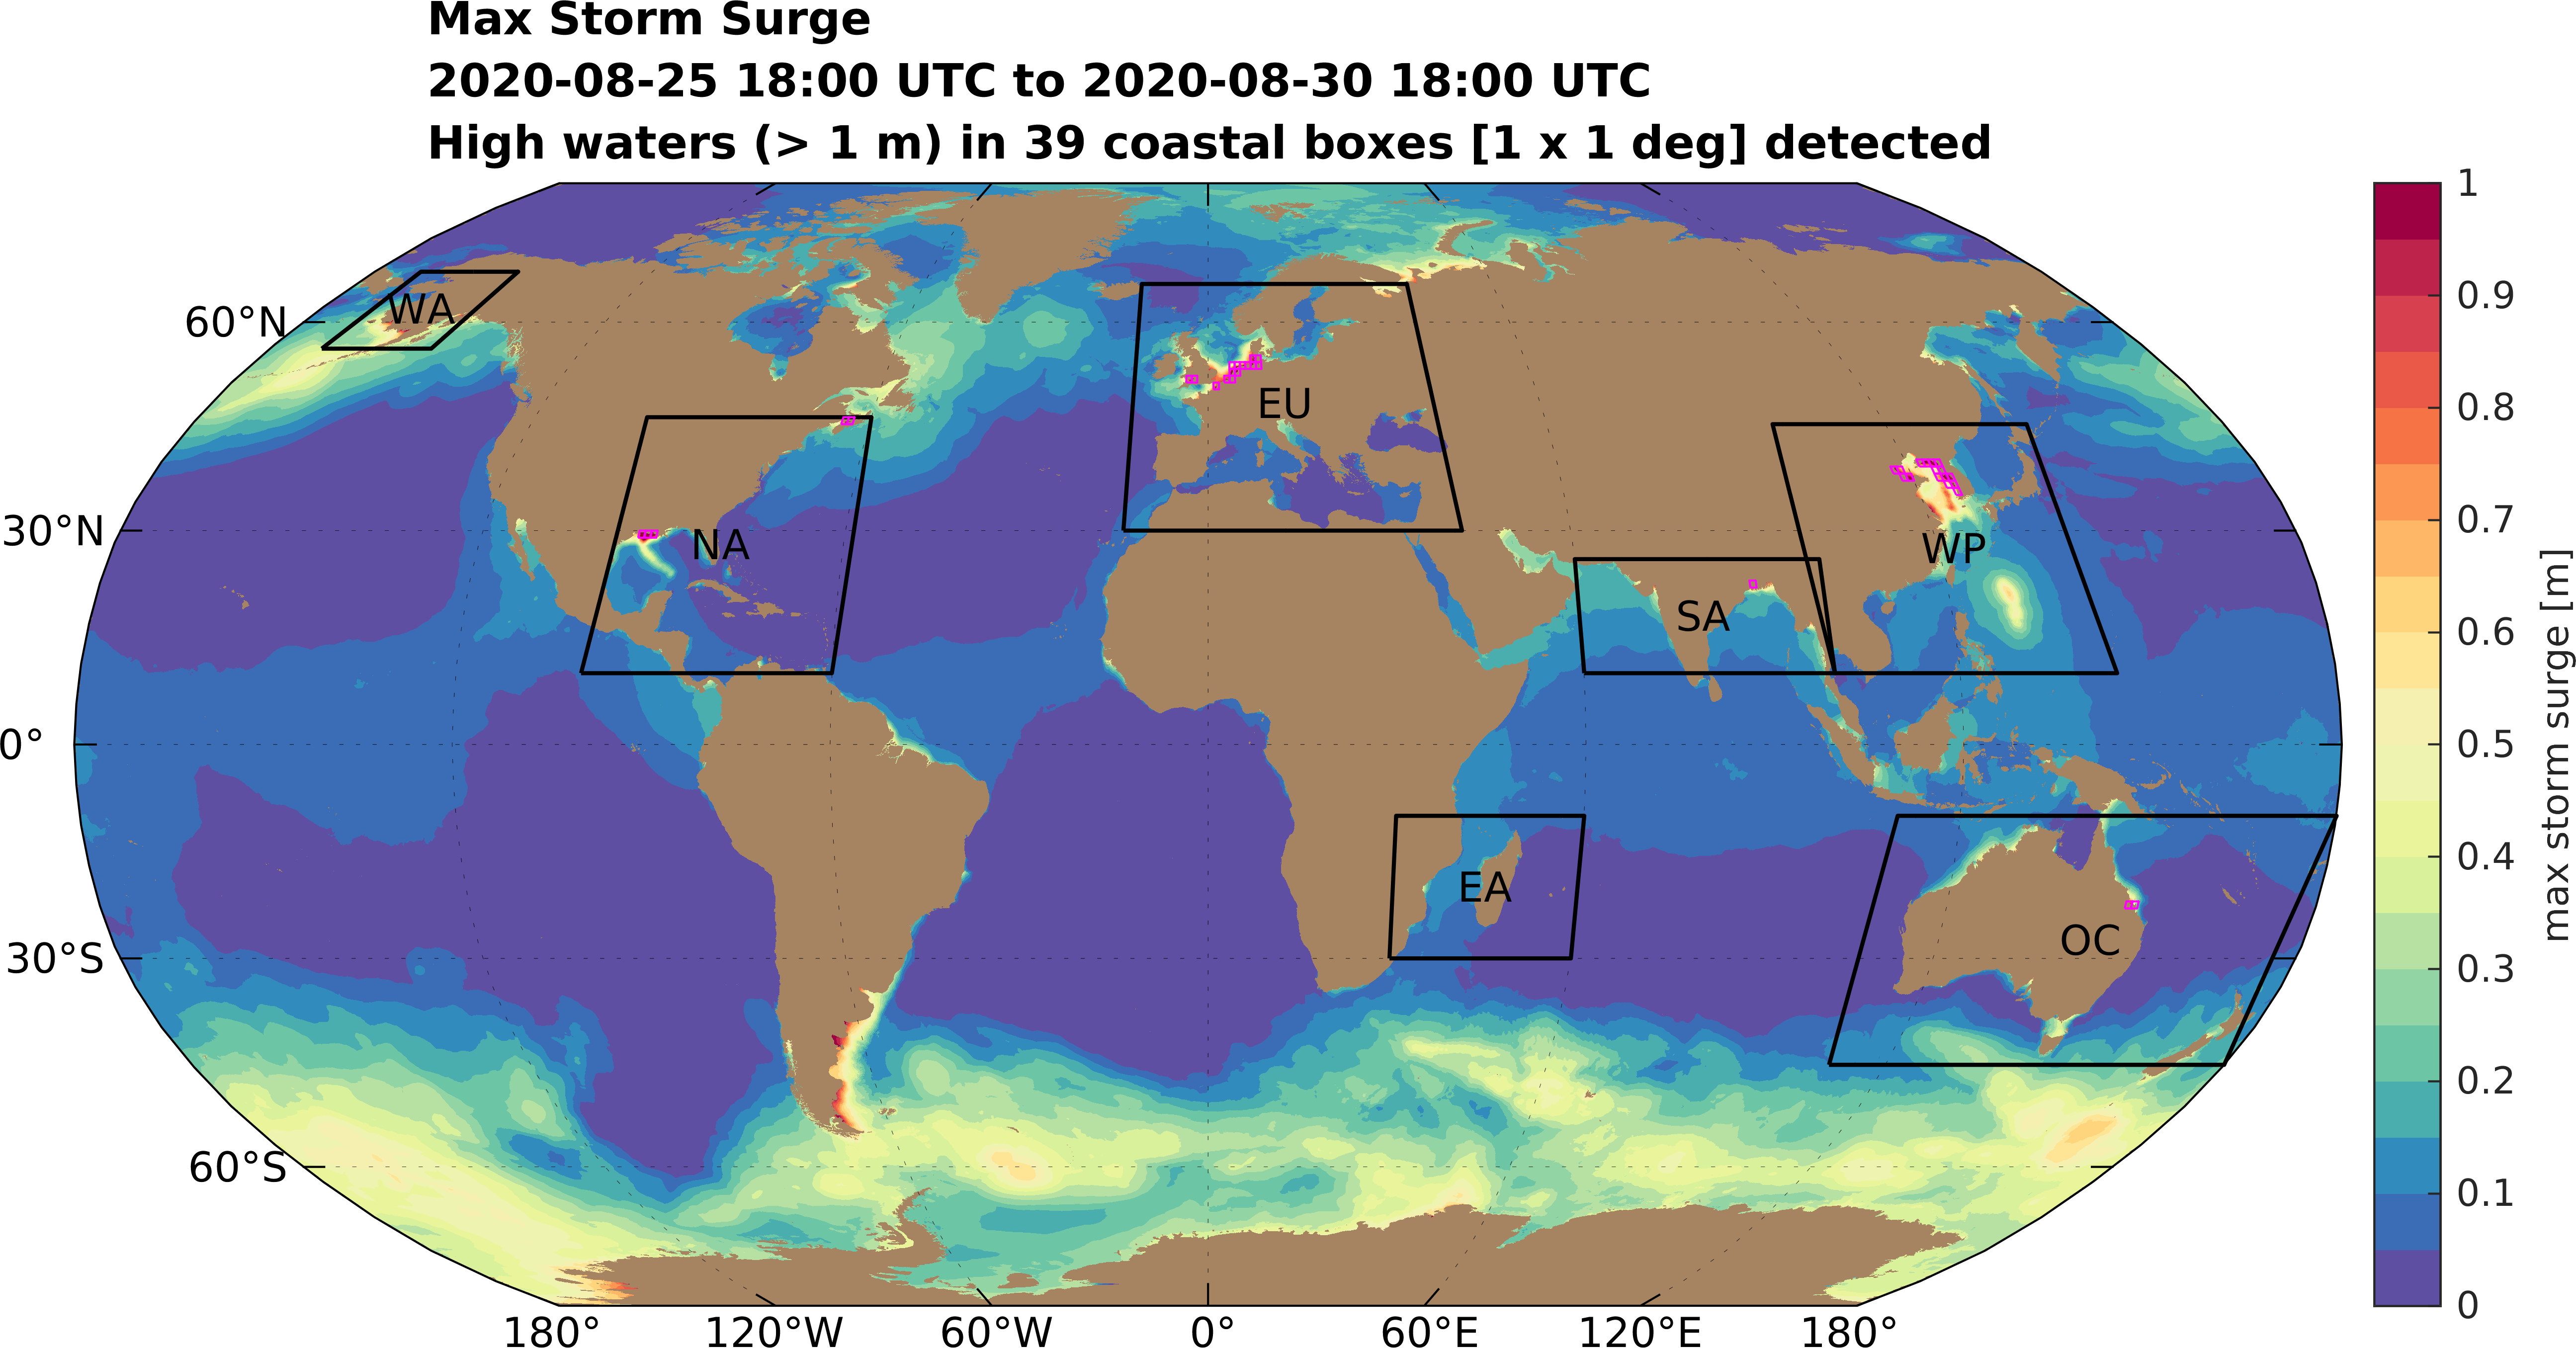 Max Storm Surge
2020-08-25 18:00 UTC to 2020-08-30 18:00 UTC
High waters (> 1 m) in 39 coastal boxes [1 x 1 deg] detected
60°N
30°N
0°
30°S
60°S
WA
NA
EU
SA
WP
EA
OC
180°
120°W
60°W
0°
60°E
120°E
180°
1
0.9
0.8
0.7
0.6
0.5
0.4
0.3
0.2
0.1
0
max storm surge [m]